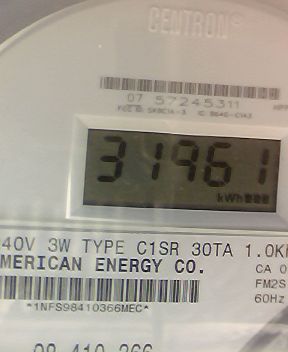 CENTRON®
07 57245311
31961
kWh
40V 3W TYPE C1SR 30TA 1.0K
MERICAN ENERGY CO.
CA 0
FM2S
60Hz
*1NFS98410366MEC*